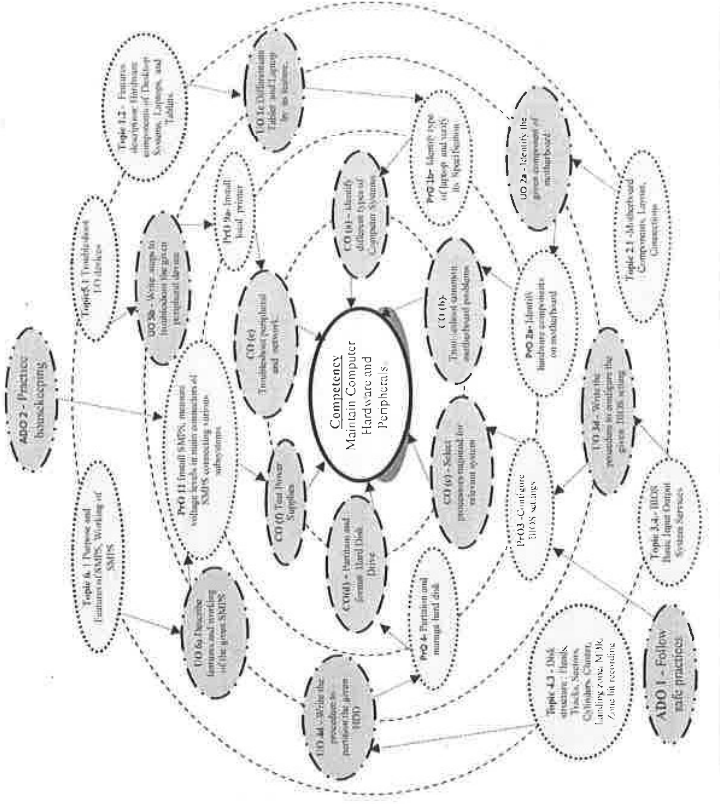 Topic 1.2 - Features
description: Hardware
components of Desktop
Systems, Laptops, and
Tablets.
UO 1c Differentiate
Tablet and Laptop
by its feature.
PrO 1b- Identify type
of laptop and verify
its Specification
CO (a) - Identify
different types of
Computer Systems
UO 2a - Identify the
given component of
motherboard
Topic 2.1 -Motherboard
Components, Layout,
Connections
Topic5.1 Troubleshoot
I/O devices
UO 5b - Write steps to
troubleshoot the given
peripheral device
PrO 9a- Install
local printer
CO (e)
Troubleshoot peripheral
and network.
Competency
Maintain Computer
Hardware and
Peripherals.
CO (b)-
Troubleshoot common
motherboard problems
PrO 2a- Identify
hardware components
on motherboard
ADO 2 - Practice
housekeeping
PrO 11 Install SMPS, measure
voltage levels in main connectors of
SMPS connecting various
subsystems
CO (f) Test Power
Supplies
CO (c) - Select
processors required for
relevant system
UO 3d - Write the
procedure to configure the
given BIOS setting
Topic 6. 1 Purpose and
Features of SMPS, Working of
SMPS
UO 6a Describe
features and working
of the given SMPS
CO(d) - Partition and
format Hard Disk
Drive
PrO3 -Configure
BIOS settings
Topic 3.4.- BIOS
Basic Input Output
System Services
UO 4d - Write the
procedure to
partition the given
HDD
PrO 4- Partition and
manage hard disk
Topic 4.3 - Disk
structure : Heads,
Tracks, Sectors,
Cylinders, Cluster,
Landing zone, MBR,
Zone bit recording
ADO 1 - Follow
safe practices